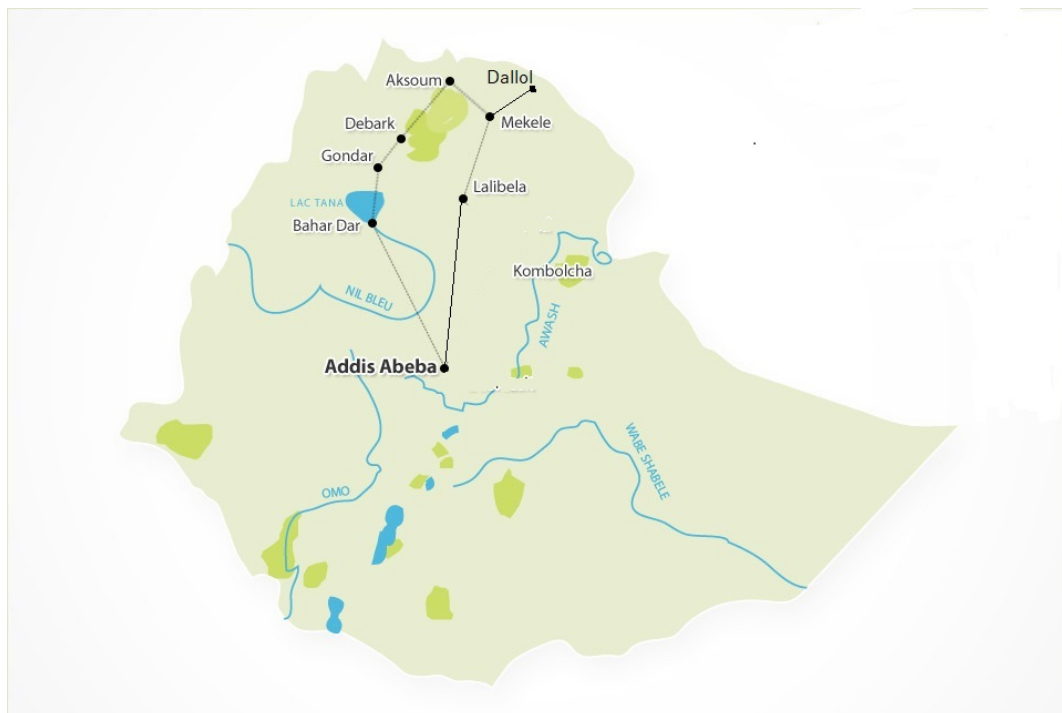 Aksoum
Dallol
Debark
Mekele
Gondar
Lalibela
LAC TANA
Bahar Dar
Kombolcha
NIL BLEU
AWASH
Addis Abeba
WABE SHABELE
OMO